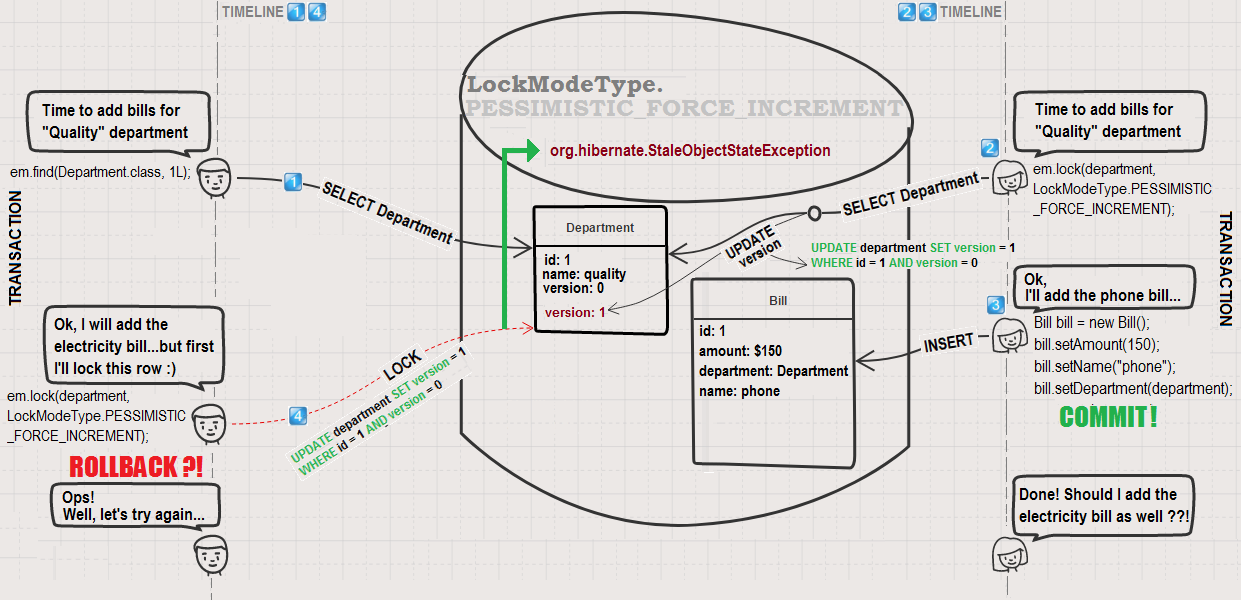 TIMELINE 1 4
2 3 TIMELINE
LockModeType.
PESSIMISTIC_FORCE_INCREMENT
org.hibernate.StaleObjectStateException
TRANSACTION
Time to add bills for
"Quality" department
em.find(Department.class, 1L);
1
SELECT Department
Ok, I will add the
electricity bill...but first
I'll lock this row :)
em.lock(department,
LockModeType.PESSIMISTIC
_FORCE_INCREMENT);
4
LOCK
UPDATE department SET version = 1
WHERE id = 1 AND version = 0
ROLLBACK ?!
Ops!
Well, let's try again...
Department
id: 1
name: quality
version: 0
version: 1
Bill
id: 1
amount: $150
department: Department
name: phone
TRANSACTION
Time to add bills for
"Quality" department
2
em.lock(department,
LockModeType.PESSIMISTIC
_FORCE_INCREMENT);
SELECT Department
UPDATE
version
UPDATE department SET version = 1
WHERE id = 1 AND version = 0
Ok,
I'll add the phone bill...
3
INSERT
Bill bill = new Bill();
bill.setAmount(150);
bill.setName("phone");
bill.setDepartment(department);
COMMIT!
Done! Should I add the
electricity bill as well ??!